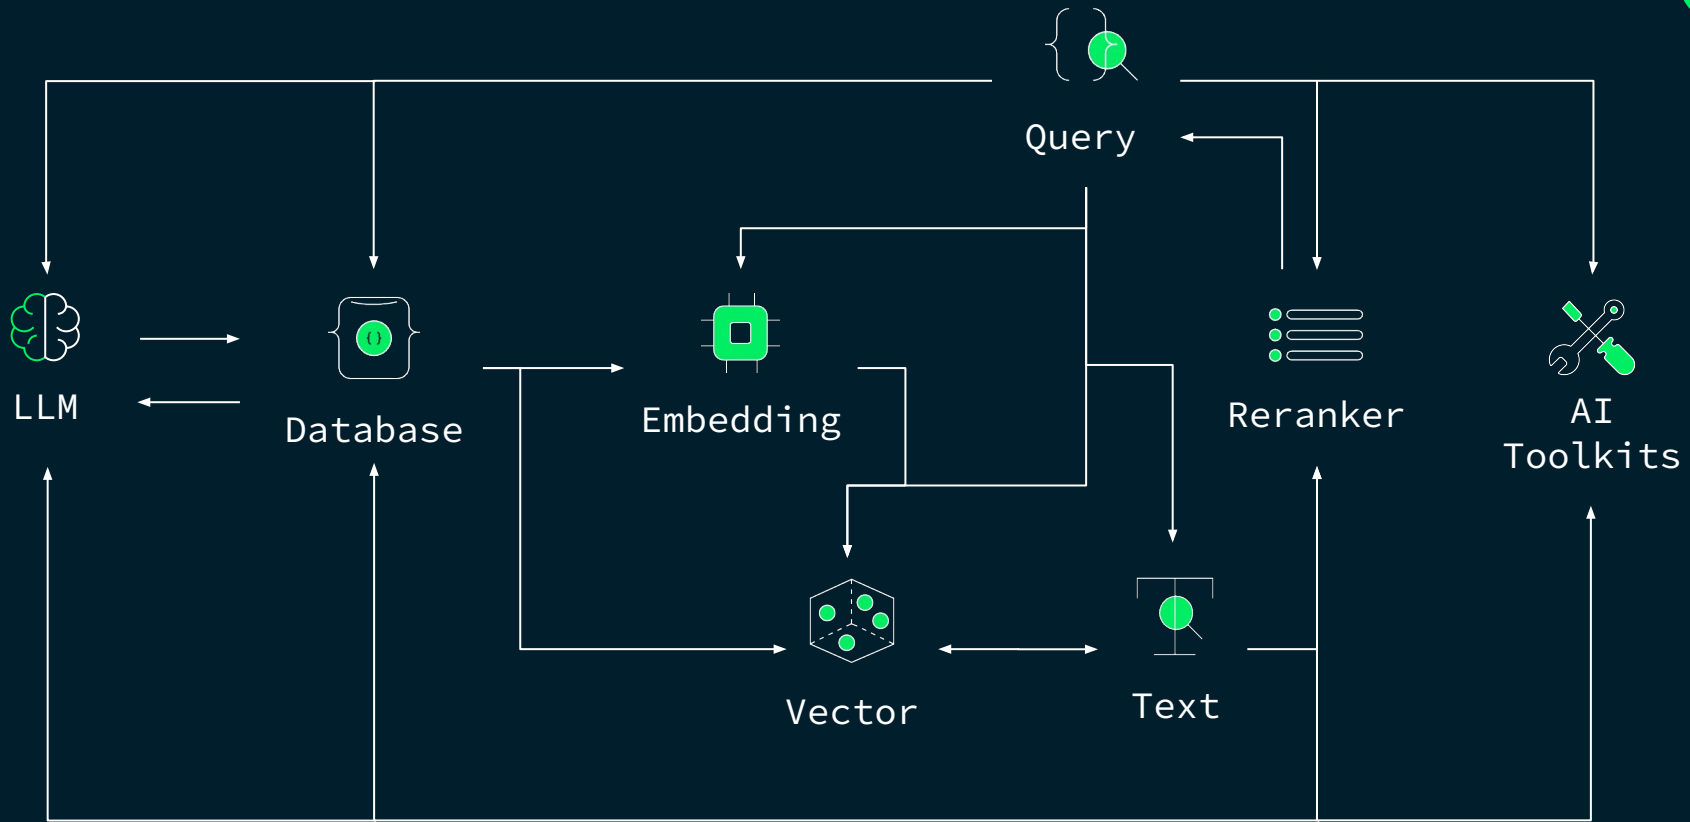 Query
{}
LLM
Database
Embedding
Reranker
AI
Toolkits
Vector
Text